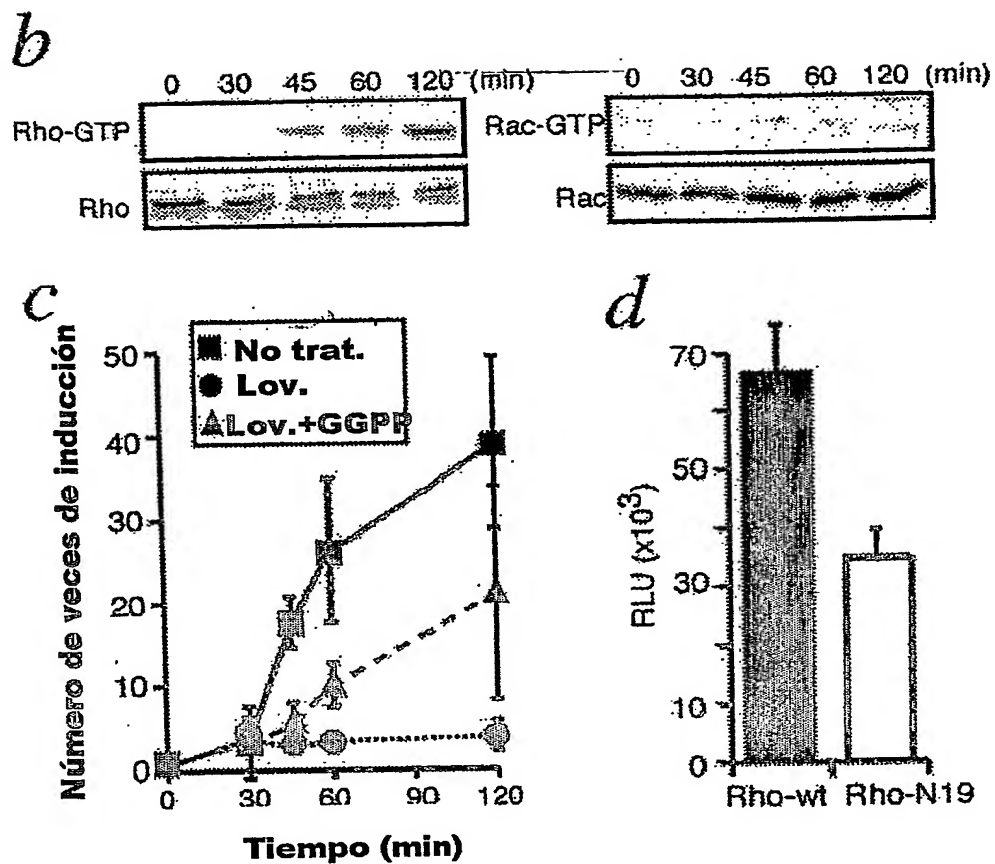 b
0 30 45 60 120 (min)
Rho-GTP
Rho
0 30 45 60 120 (min)
Rac-GTP
Rac
c
No trat.
Lov.
Lov.+GGPP
Número de veces de inducción
50
40
30
20
10
0
0 30 60 90 120
Tiempo (min)
d
RLU (x10³)
70
50
30
10
0
Rho-wt Rho-N19